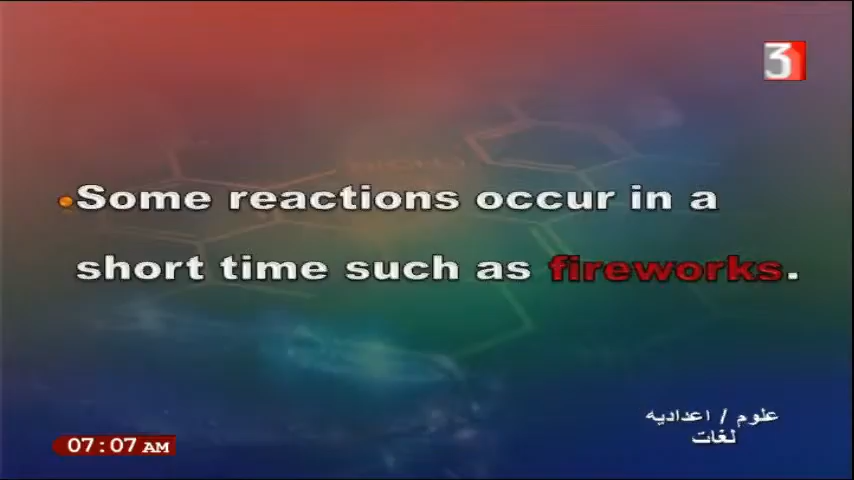 3
Some reactions occur in a
short time such as fireworks.
علوم / اعداديه
لغات
07:07 AM